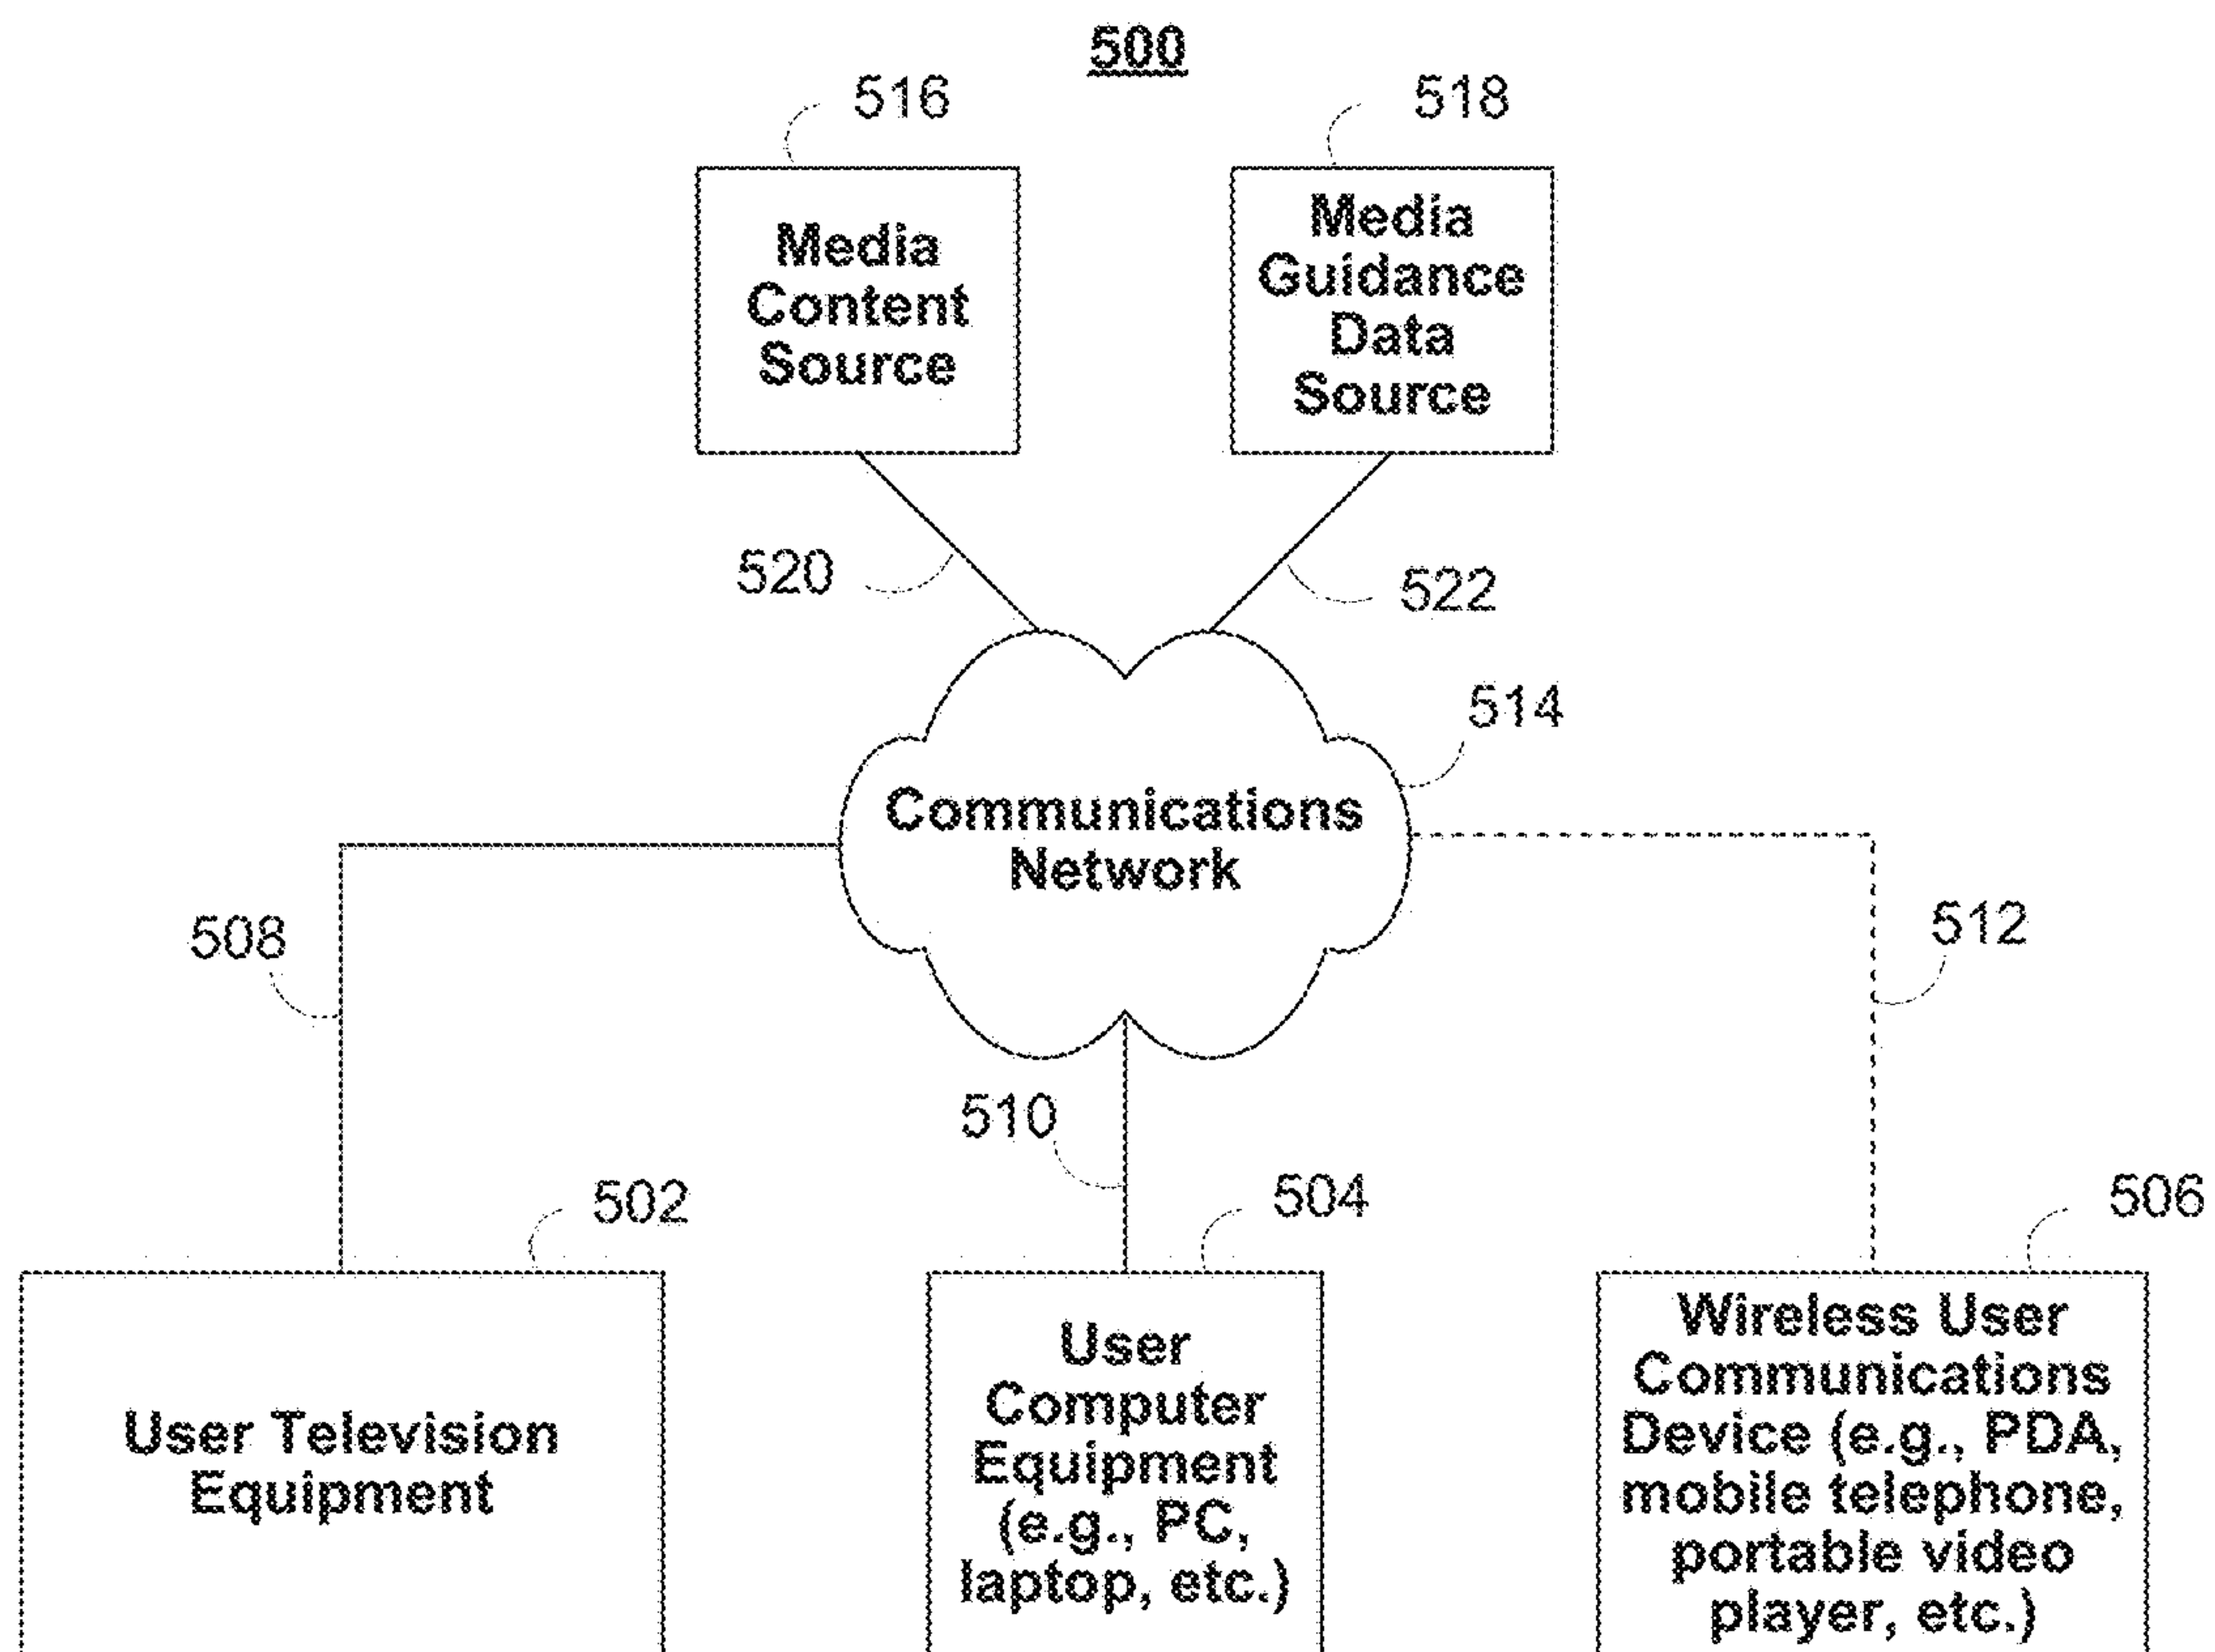 500
516
518
Media
Content
Source
Media
Guidance
Data
Source
520
522
514
Communications
Network
508
512
510
502
504
506
User Television
Equipment
User
Computer
Equipment
(e.g., PC,
laptop, etc.)
Wireless User
Communications
Device (e.g., PDA,
mobile telephone,
portable video
player, etc.)